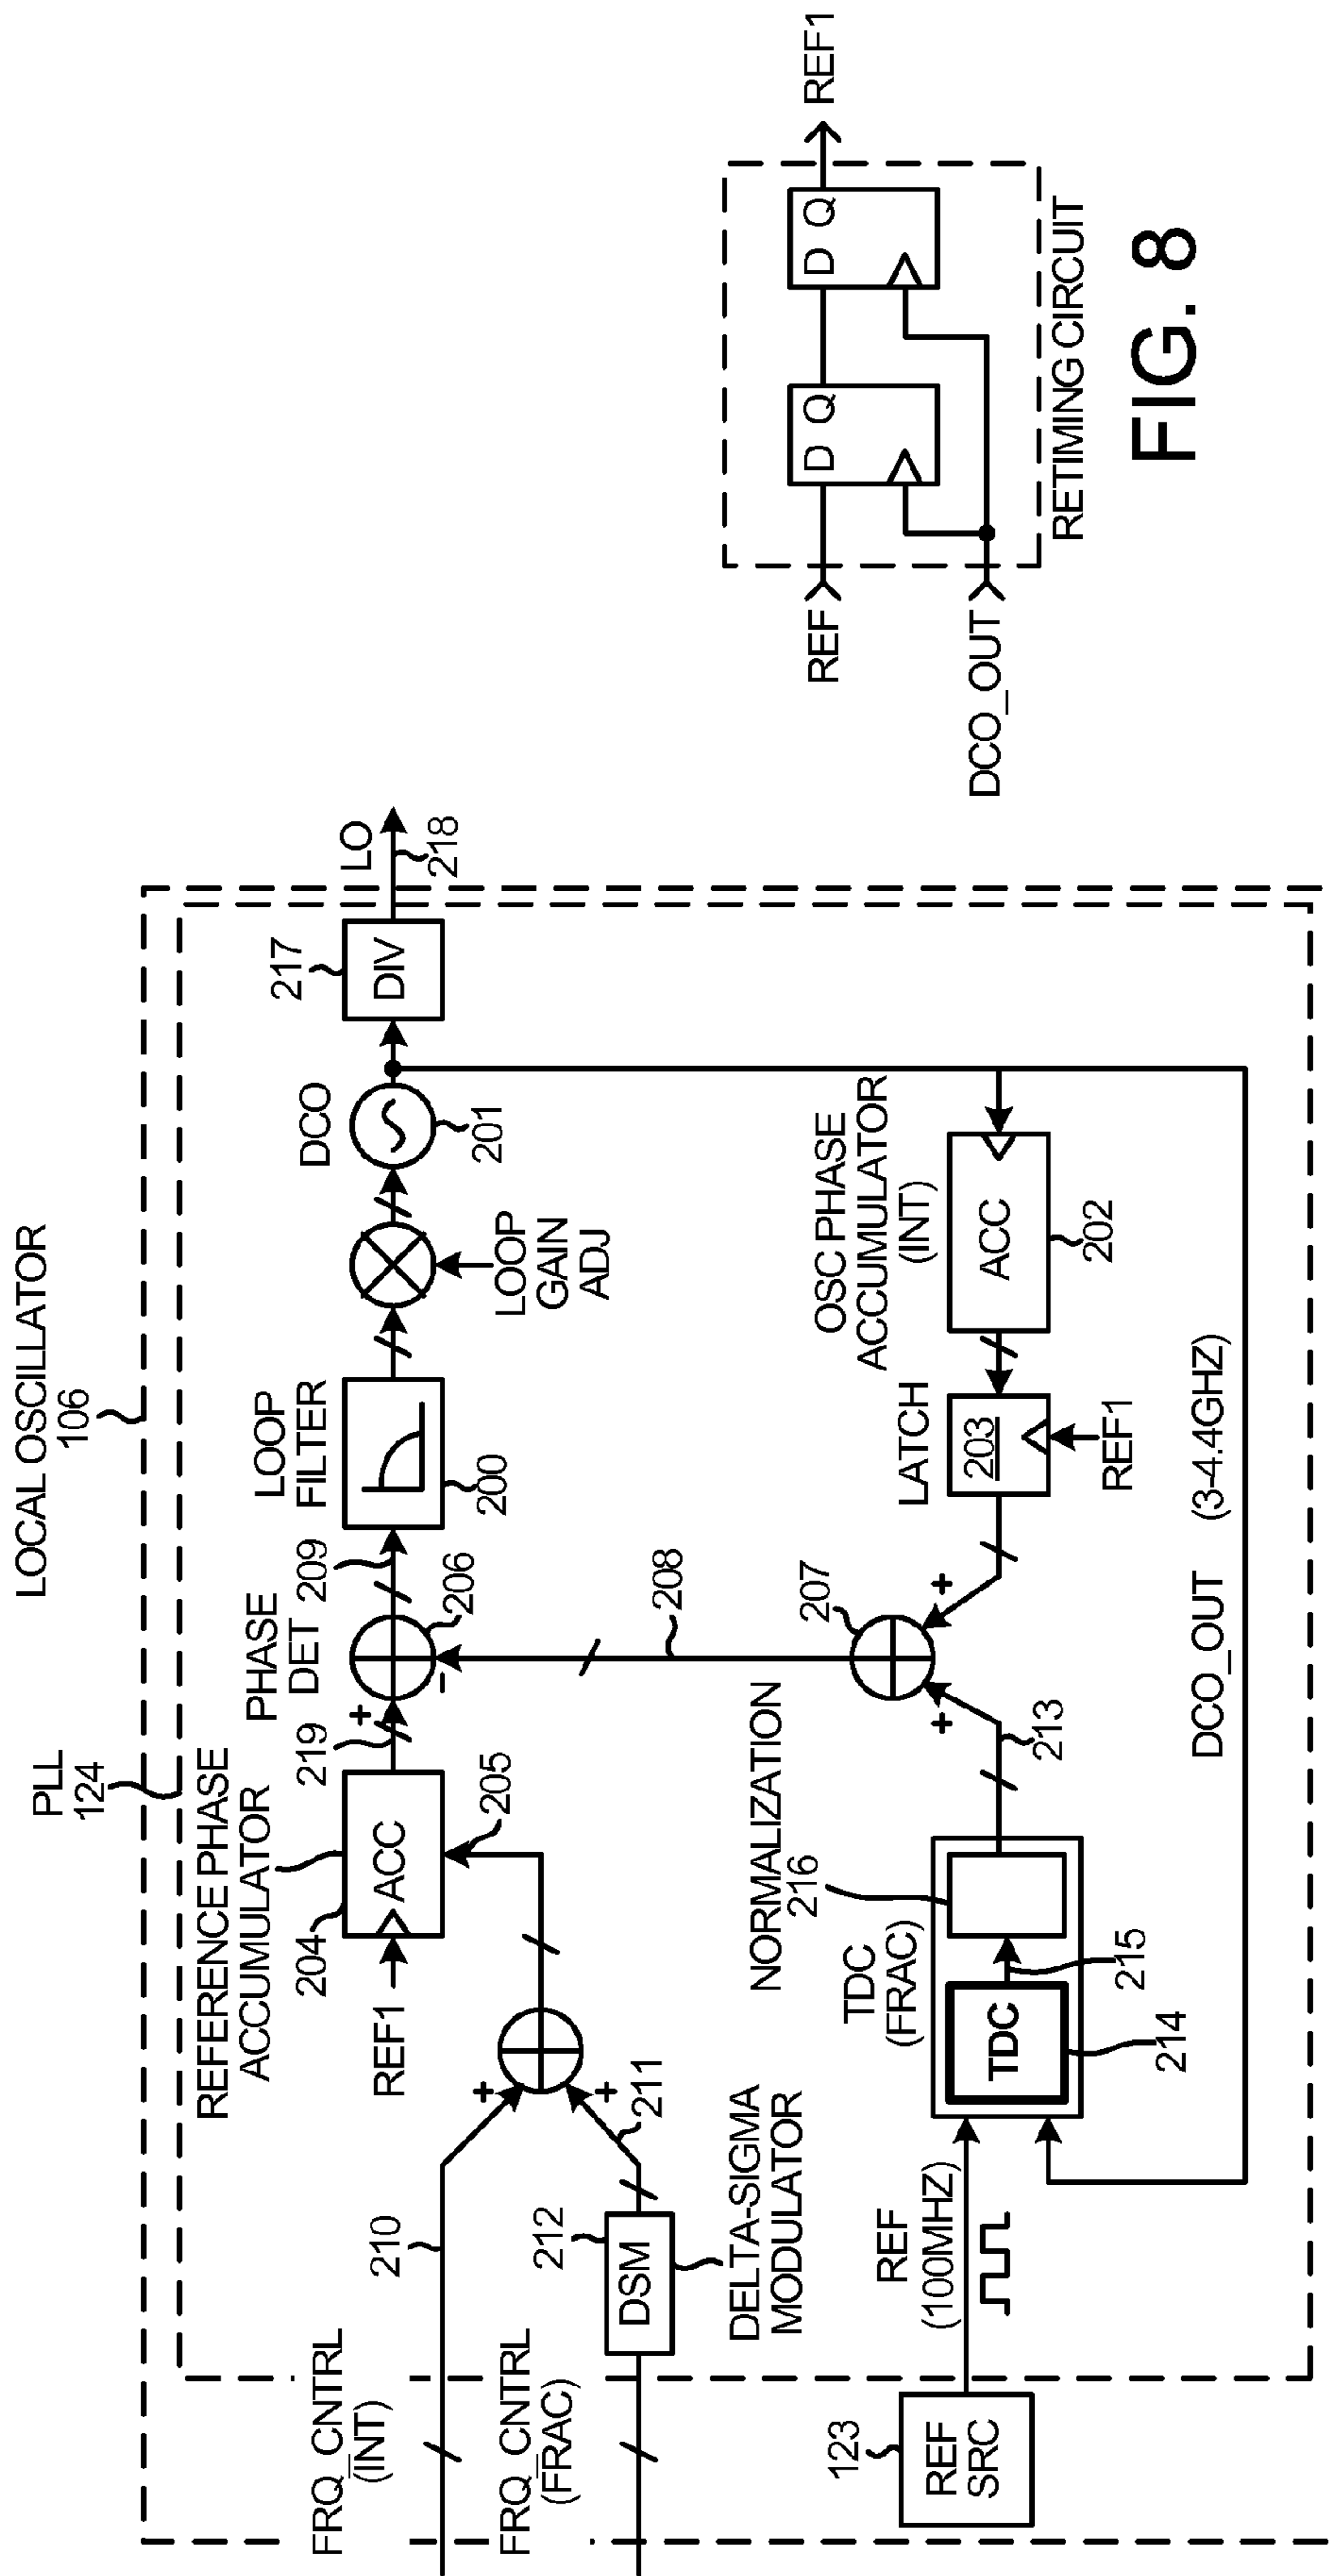 LOCAL OSCILLATOR
106
PLL
124
FRQ_CNTRL
(INT)
210
FRQ_CNTRL
(FRAC)
212
DSM
DELTA-SIGMA
MODULATOR
211
+
+
REFERENCE PHASE
ACCUMULATOR
204
REF1
ACC
205
219
+
PHASE
DET
209
206
-
LOOP
FILTER
200
LOOP
GAIN
ADJ
DCO
201
217
DIV
LO
218
208
207
+
+
OSC PHASE
ACCUMULATOR
(INT)
ACC
202
LATCH
203
REF1
NORMALIZATION
216
TDC
(FRAC)
TDC
214
215
213
REF
(100MHZ)
123
REF
SRC
DCO_OUT
(3-4.4GHZ)
REF
DCO_OUT
D Q
D Q
REF1
RETIMING CIRCUIT
FIG. 8